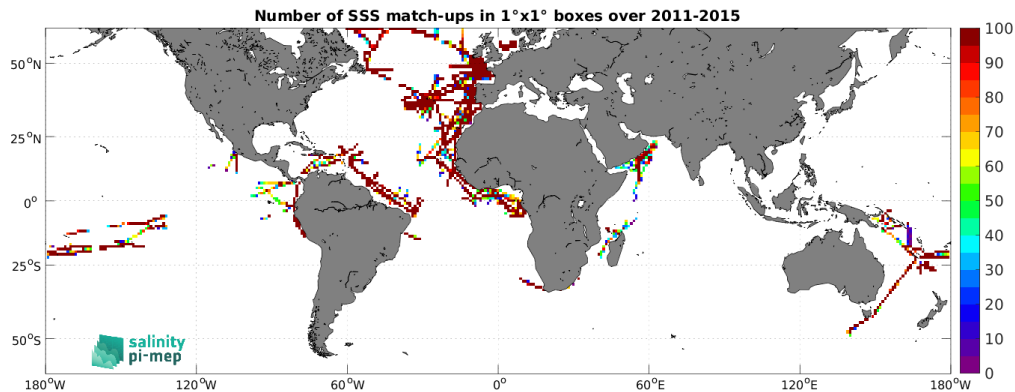 Number of SSS match-ups in 1°x1° boxes over 2011-2015
50°N
25°N
0°
25°S
50°S
180°W
120°W
60°W
0°
60°E
120°E
180°W
100
90
80
70
60
50
40
30
20
10
0
salinity
pi-mep